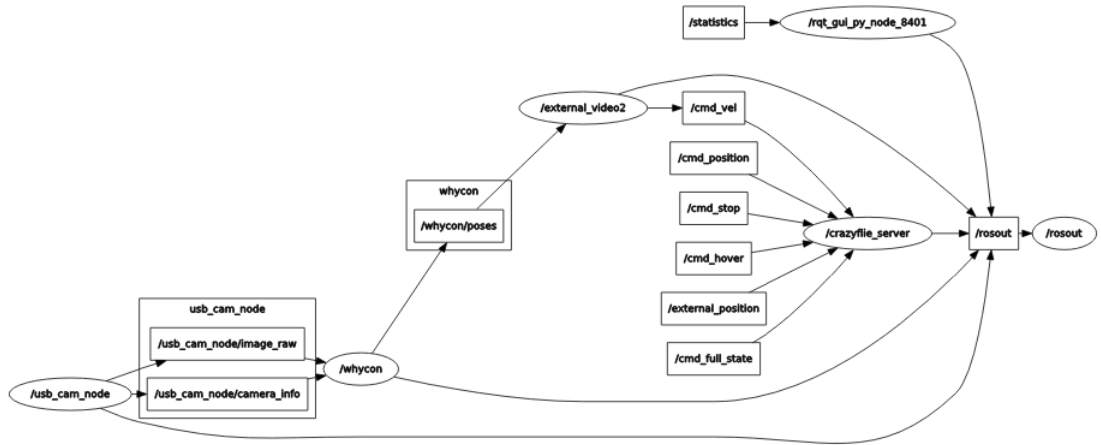 /statistics
/rqt_gui_py_node_8401
/external_video2
/cmd_vel
/cmd_position
whycon
/whycon/poses
/cmd_stop
/crazyflie_server
/rosout
/rosout
/cmd_hover
/external_position
usb_cam_node
/usb_cam_node/image_raw
/cmd_full_state
/whycon
/usb_cam_node
/usb_cam_node/camera_info